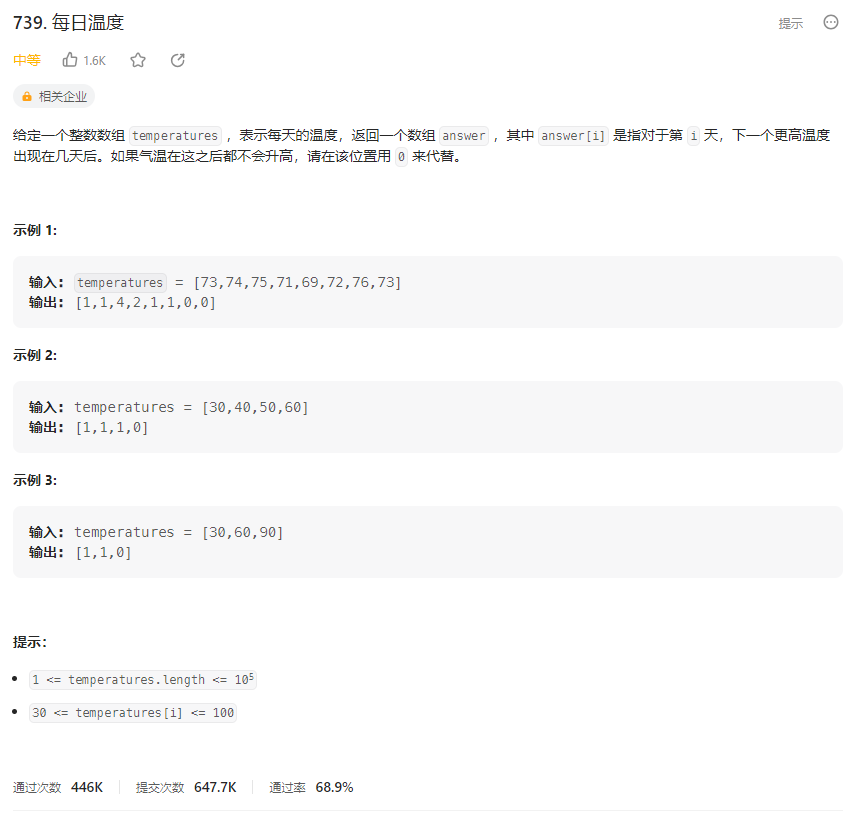 739. 每日温度
提示
中等 1.6K
相关企业
给定一个整数数组 temperatures ，表示每天的温度，返回一个数组 answer ，其中 answer[i] 是指对于第 i 天，下一个更高温度
出现在几天后。如果气温在这之后都不会升高，请在该位置用 0 来代替。
示例 1:
输入: temperatures = [73,74,75,71,69,72,76,73]
输出: [1,1,4,2,1,1,0,0]
示例 2:
输入: temperatures = [30,40,50,60]
输出: [1,1,1,0]
示例 3:
输入: temperatures = [30,60,90]
输出: [1,1,0]
提示：
1 <= temperatures.length <= 10⁵
30 <= temperatures[i] <= 100
通过次数 446K 提交次数 647.7K 通过率 68.9%